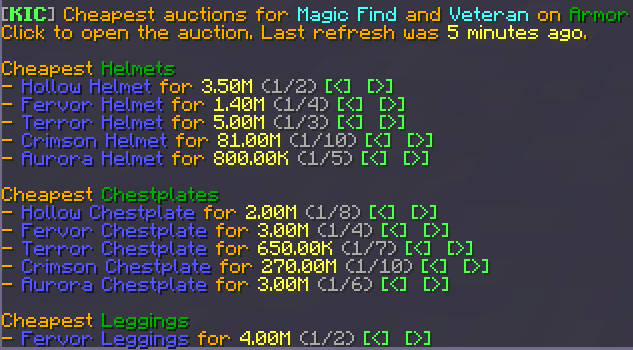 [KIC] Cheapest auctions for Magic Find and Veteran on Armor
Click to open the auction. Last refresh was 5 minutes ago.
Cheapest Helmets
- Hollow Helmet for 3.50M (1/2) [<] [>]
- Fervor Helmet for 1.40M (1/4) [<] [>]
- Terror Helmet for 5.00M (1/3) [<] [>]
- Crimson Helmet for 81.00M (1/10) [<] [>]
- Aurora Helmet for 800.00K (1/5) [<] [>]
Cheapest Chestplates
- Hollow Chestplate for 2.00M (1/8) [<] [>]
- Fervor Chestplate for 3.00M (1/4) [<] [>]
- Terror Chestplate for 650.00K (1/7) [<] [>]
- Crimson Chestplate for 270.00M (1/10) [<] [>]
- Aurora Chestplate for 3.00M (1/6) [<] [>]
Cheapest Leggings
- Fervor Leggings for 4.00M (1/2) [<] [>]